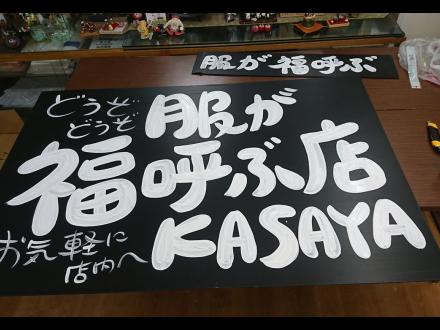 服が福呼ぶ
どうぞ
どうぞ
服が
福呼ぶ店
お気軽に
店内へ
KASAYA